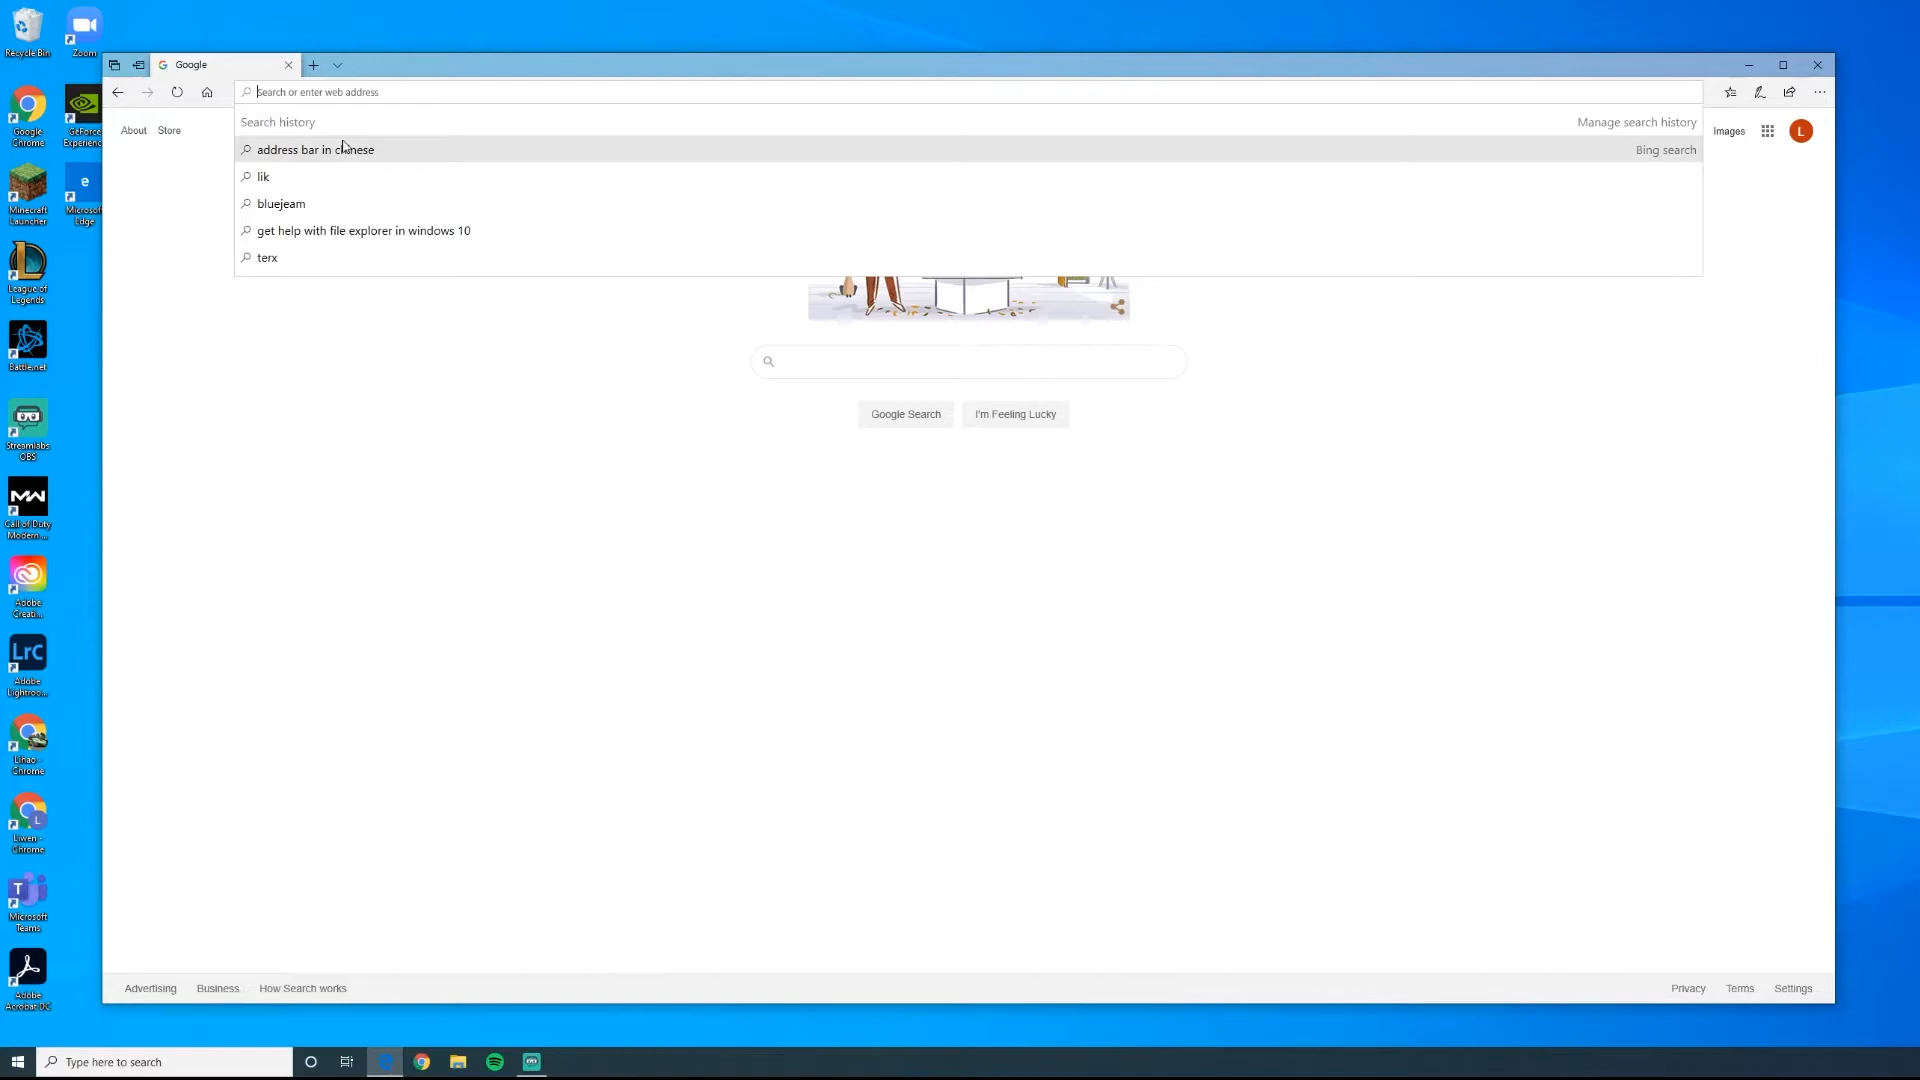 Recycle Bin
Zoom
Google
Chrome
GeForce
Experience
Minecraft
Launcher
Microsoft
Edge
League of
Legends
Battle.net
Streamlabs
OBS
Call of Duty
Modern ...
Adobe
Creati...
LrC
Adobe
Lightroo...
Lihao -
Chrome
L
Liwen -
Chrome
T
Microsoft
Teams
Adobe
Acrobat DC
Google
Search or enter web address
About
Store
Images
L
Search history
Manage search history
address bar in chinese
Bing search
lik
bluejeam
get help with file explorer in windows 10
terx
Google Search
I'm Feeling Lucky
Advertising
Business
How Search works
Privacy
Terms
Settings
Type here to search